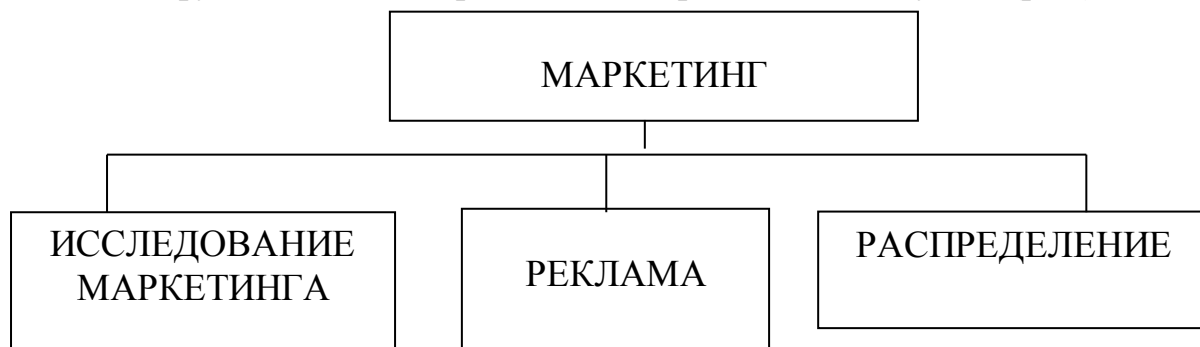 МАРКЕТИНГ
ИССЛЕДОВАНИЕ
МАРКЕТИНГА
РЕКЛАМА
РАСПРЕДЕЛЕНИЕ